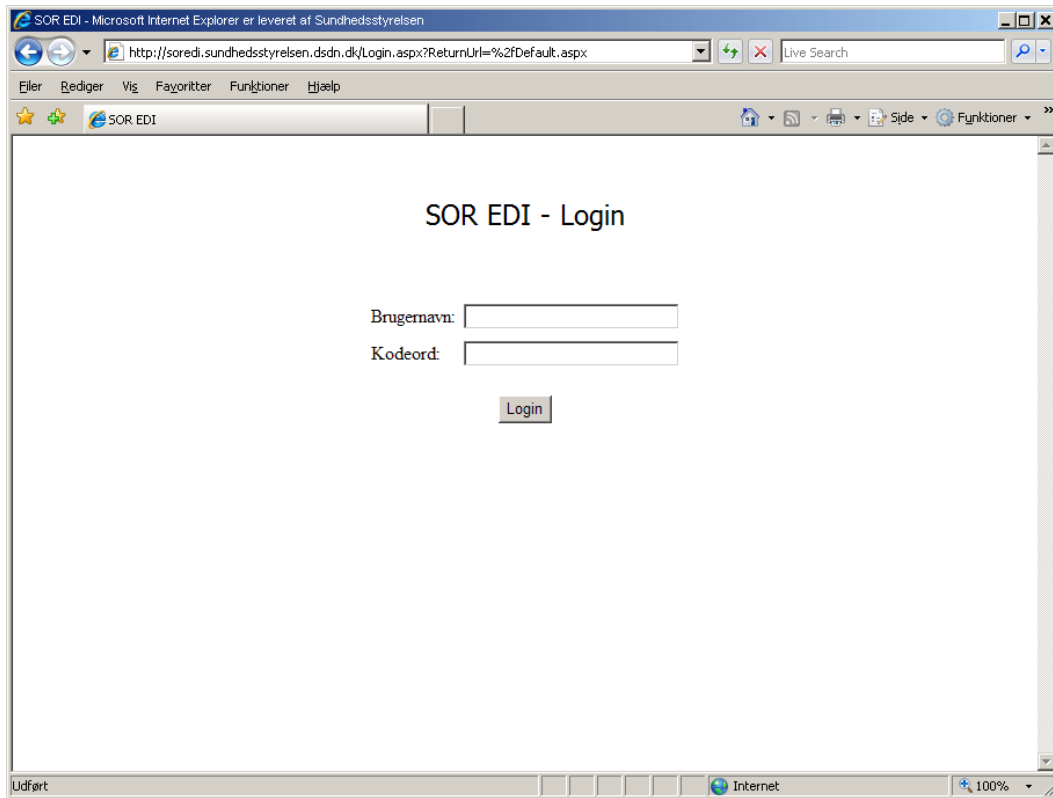 SOR EDI - Microsoft Internet Explorer er leveret af Sundhedsstyrelsen
http://soredi.sundhedsstyrelsen.dsdn.dk/Login.aspx?ReturnUrl=%2fDefault.aspx
Live Search
Filer Rediger Vis Favoritter Funktioner Hjælp
SOR EDI
Side Funktioner »
SOR EDI - Login
Brugernavn:
Kodeord:
Login
Udført Internet 100%